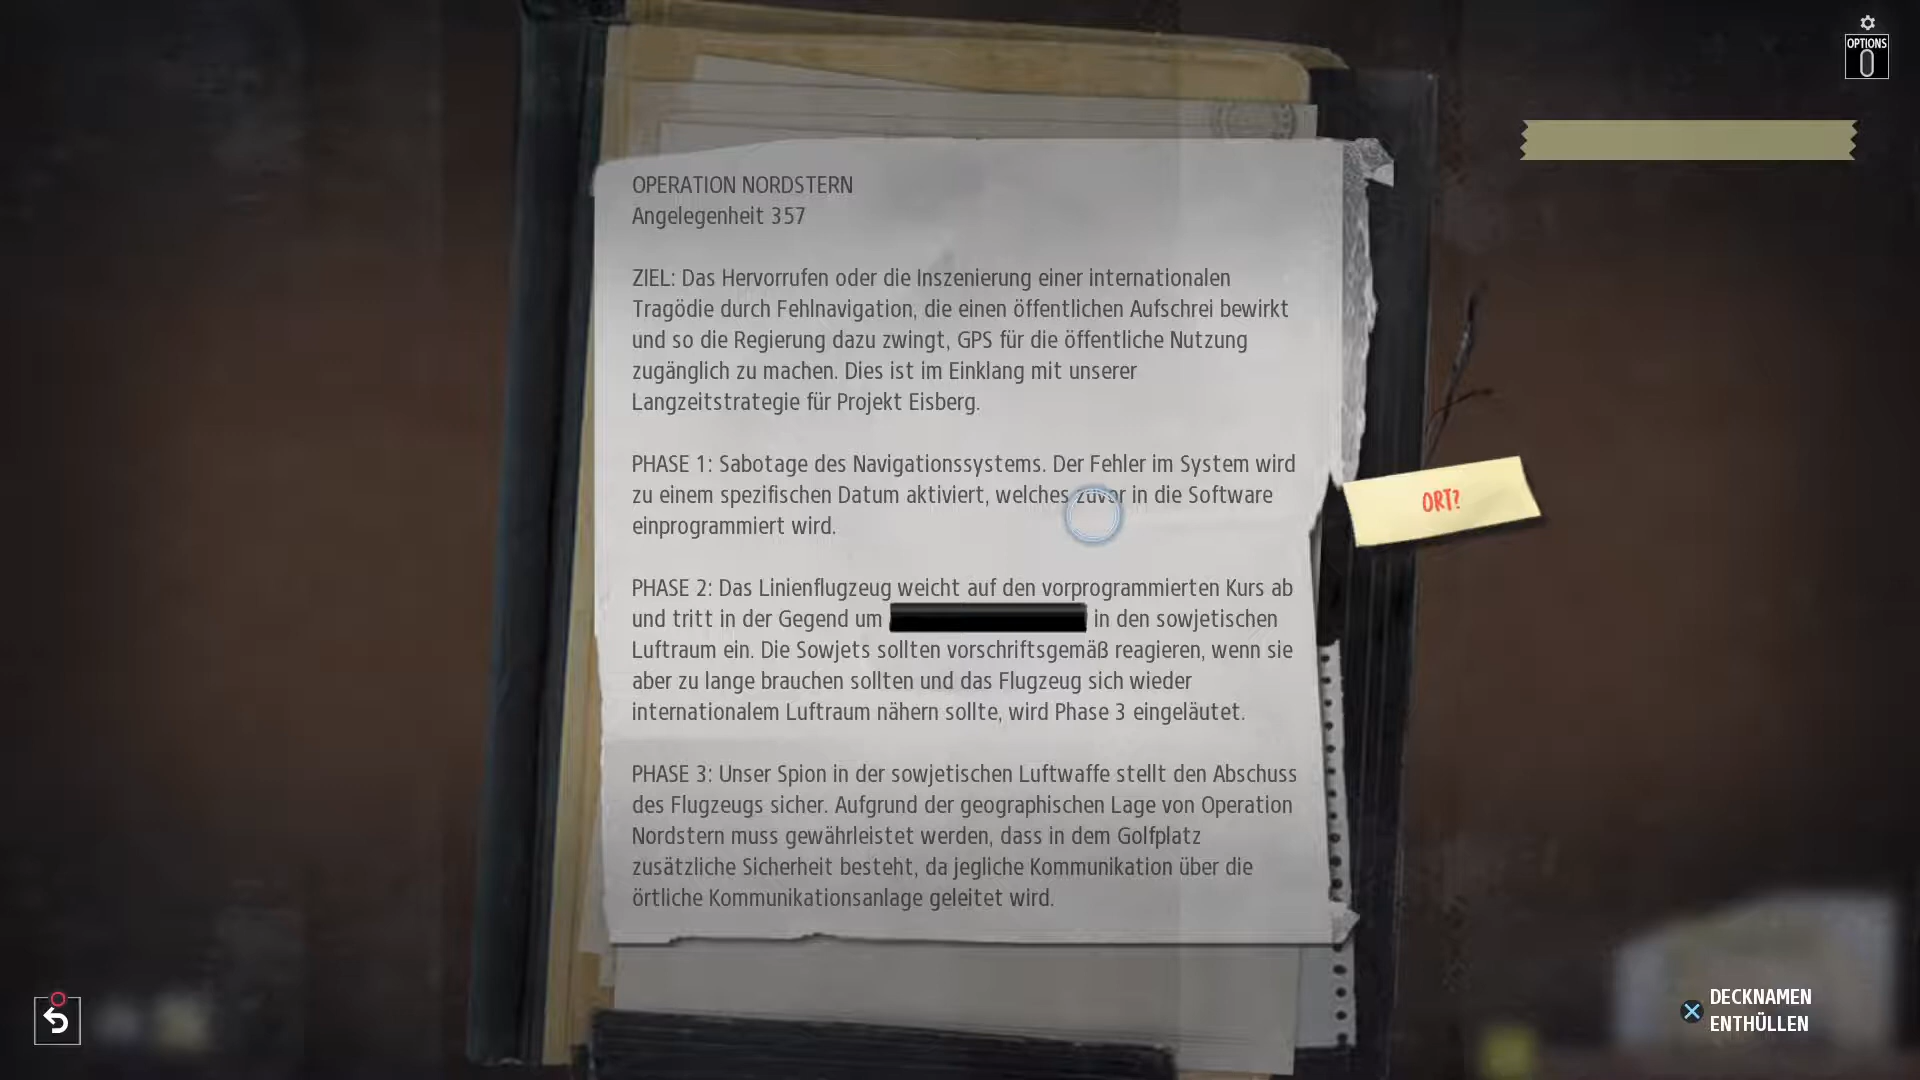 OPTIONS
OPERATION NORDSTERN
Angelegenheit 357
ZIEL: Das Hervorrufen oder die Inszenierung einer internationalen
Tragödie durch Fehlnavigation, die einen öffentlichen Aufschrei bewirkt
und so die Regierung dazu zwingt, GPS für die öffentliche Nutzung
zugänglich zu machen. Dies ist im Einklang mit unserer
Langzeitstrategie für Projekt Eisberg.
PHASE 1: Sabotage des Navigationssystems. Der Fehler im System wird
zu einem spezifischen Datum aktiviert, welches zuvor in die Software
einprogrammiert wird.
ORT?
PHASE 2: Das Linienflugzeug weicht auf den vorprogrammierten Kurs ab
und tritt in der Gegend um in den sowjetischen
Luftraum ein. Die Sowjets sollten vorschriftsgemäß reagieren, wenn sie
aber zu lange brauchen sollten und das Flugzeug sich wieder
internationalem Luftraum nähern sollte, wird Phase 3 eingeläutet.
PHASE 3: Unser Spion in der sowjetischen Luftwaffe stellt den Abschuss
des Flugzeugs sicher. Aufgrund der geographischen Lage von Operation
Nordstern muss gewährleistet werden, dass in dem Golfplatz
zusätzliche Sicherheit besteht, da jegliche Kommunikation über die
örtliche Kommunikationsanlage geleitet wird.
DECKNAMEN
ENTHÜLLEN